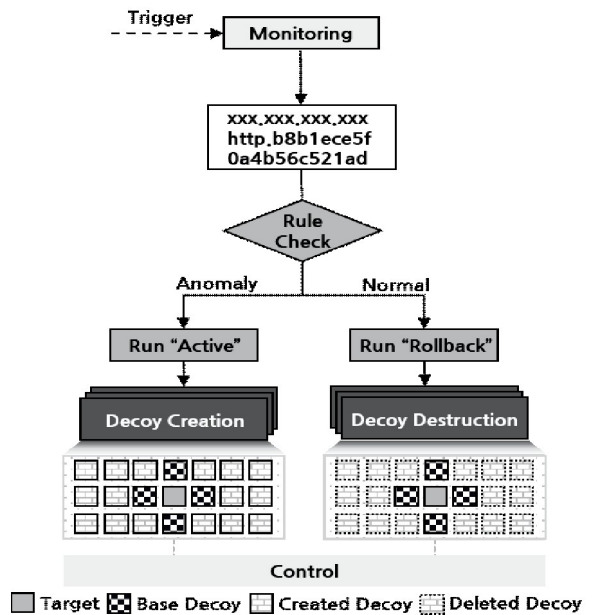 Trigger
Monitoring
xxx.xxx.xxx.xxx
http.b8b1ece5f
0a4b56c521ad
Rule
Check
Anomaly
Normal
Run “Active”
Run “Rollback”
Decoy Creation
Decoy Destruction
Control
Target
Base Decoy
Created Decoy
Deleted Decoy